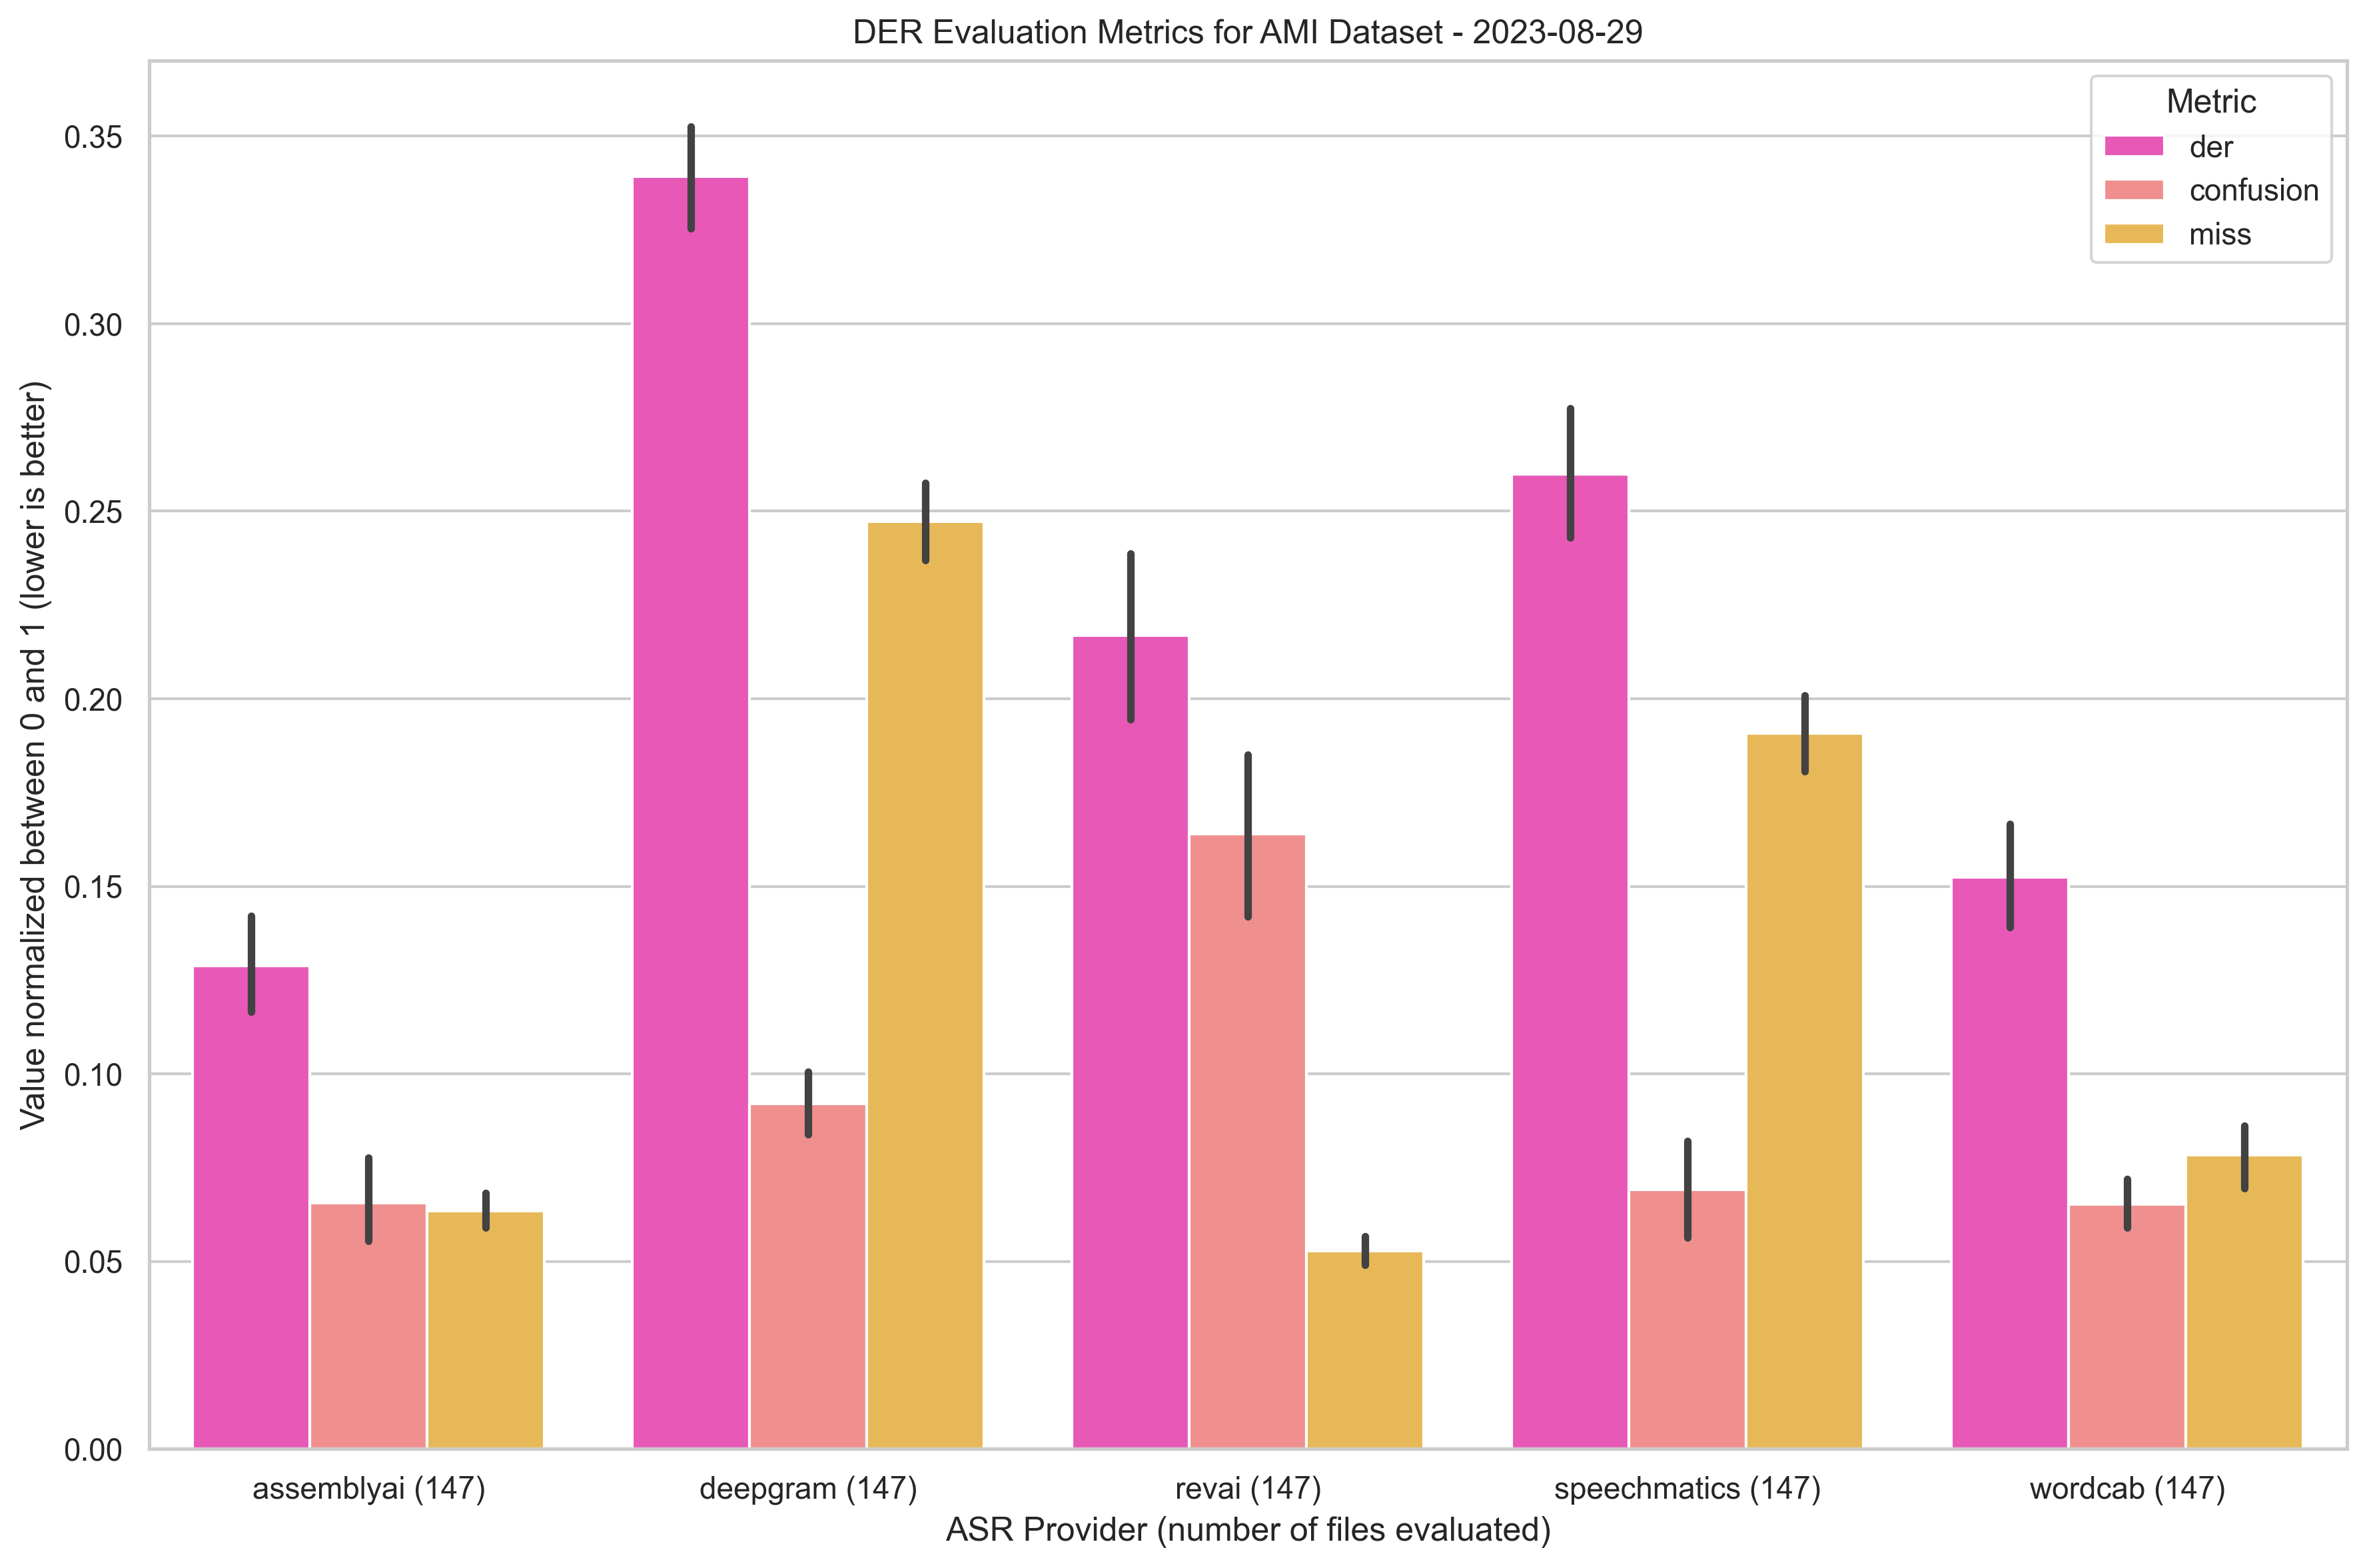 DER Evaluation Metrics for AMI Dataset - 2023-08-29
Metric
der
confusion
miss
Value normalized between 0 and 1 (lower is better)
0.35
0.30
0.25
0.20
0.15
0.10
0.05
0.00
assemblyai (147)
deepgram (147)
revai (147)
speechmatics (147)
wordcab (147)
ASR Provider (number of files evaluated)